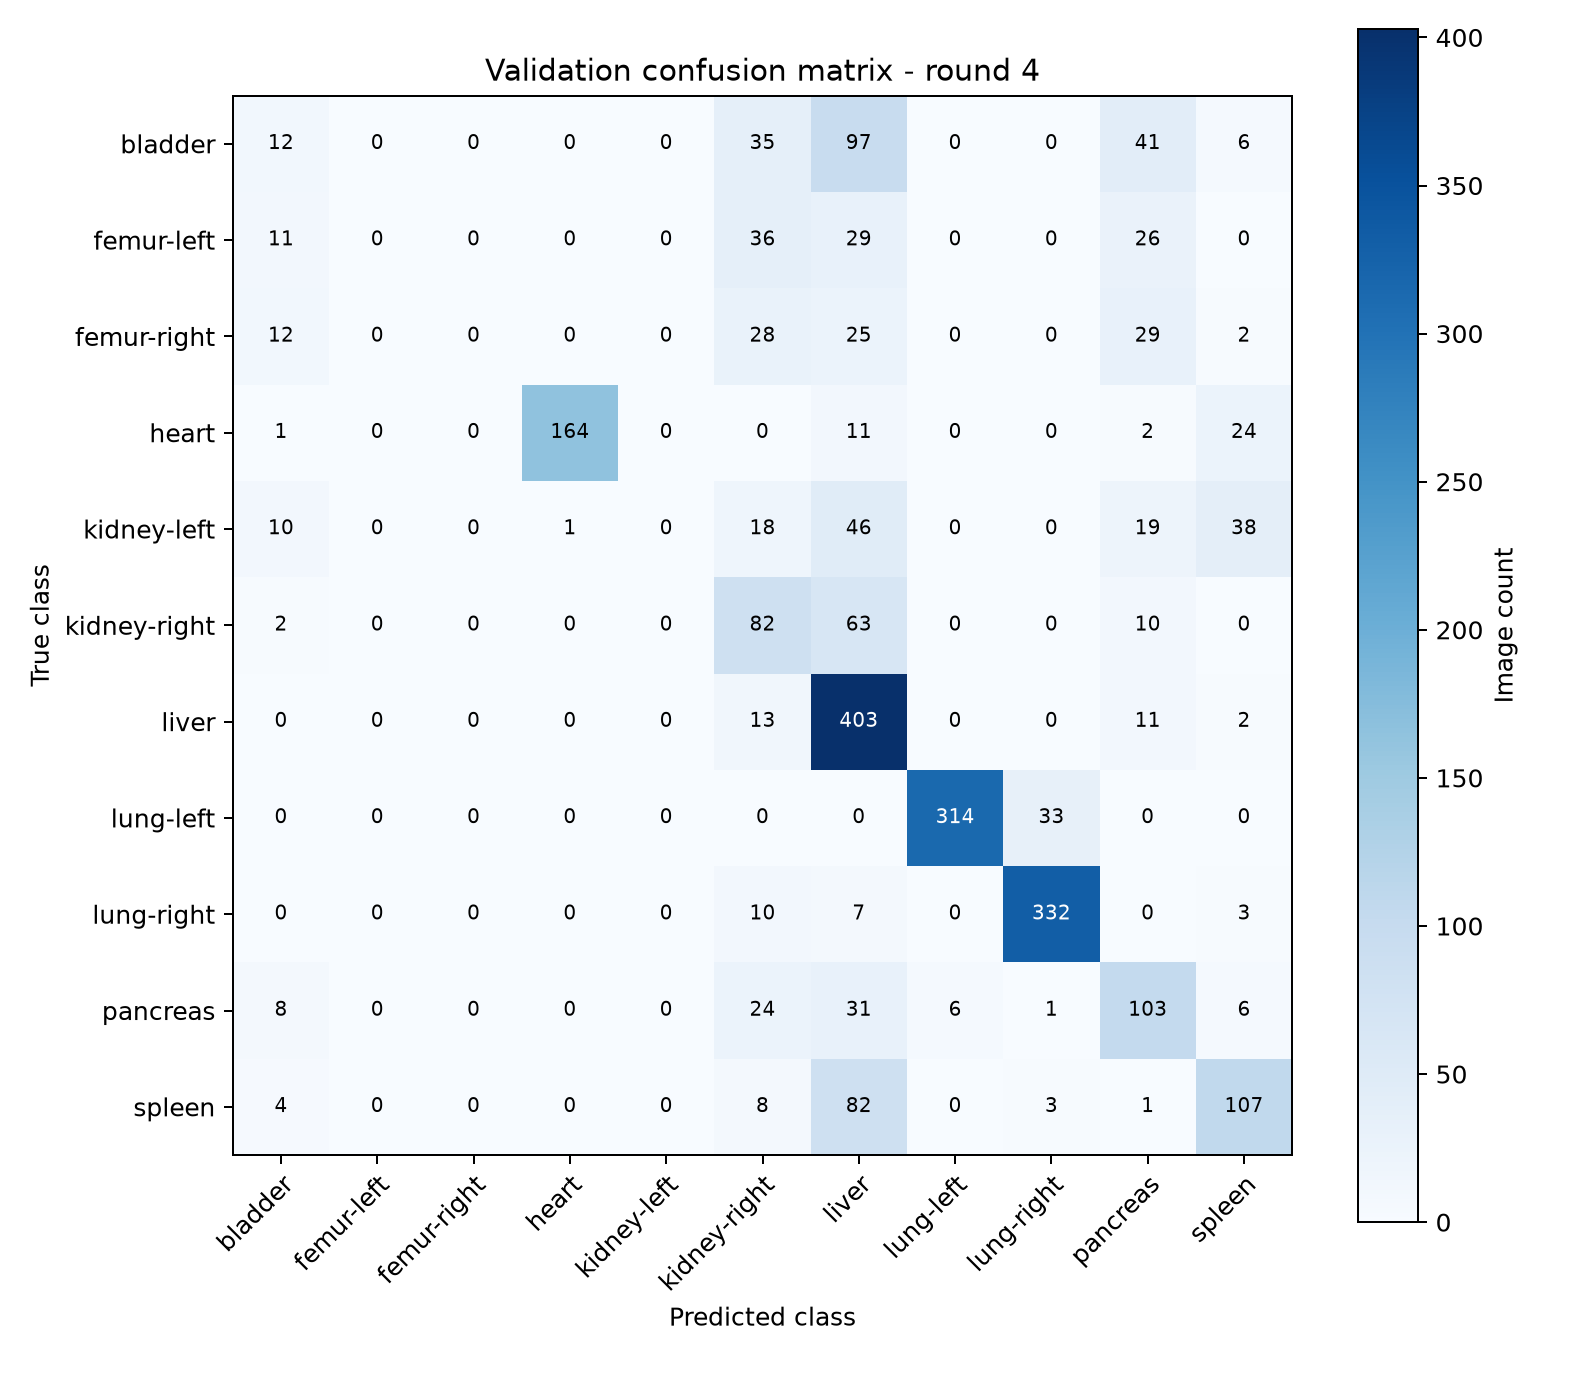 Validation confusion matrix - round 4
True class
bladder 12 0 0 0 0 35 97 0 0 41 6
femur-left 11 0 0 0 0 36 29 0 0 26 0
femur-right 12 0 0 0 0 28 25 0 0 29 2
heart 1 0 0 164 0 0 11 0 0 2 24
kidney-left 10 0 0 1 0 18 46 0 0 19 38
kidney-right 2 0 0 0 0 82 63 0 0 10 0
liver 0 0 0 0 0 13 403 0 0 11 2
lung-left 0 0 0 0 0 0 0 314 33 0 0
lung-right 0 0 0 0 0 10 7 0 332 0 3
pancreas 8 0 0 0 0 24 31 6 1 103 6
spleen 4 0 0 0 0 8 82 0 3 1 107
bladder femur-left femur-right heart kidney-left kidney-right liver lung-left lung-right pancreas spleen
Predicted class
400
350
300
250
200
150
100
50
0
Image count